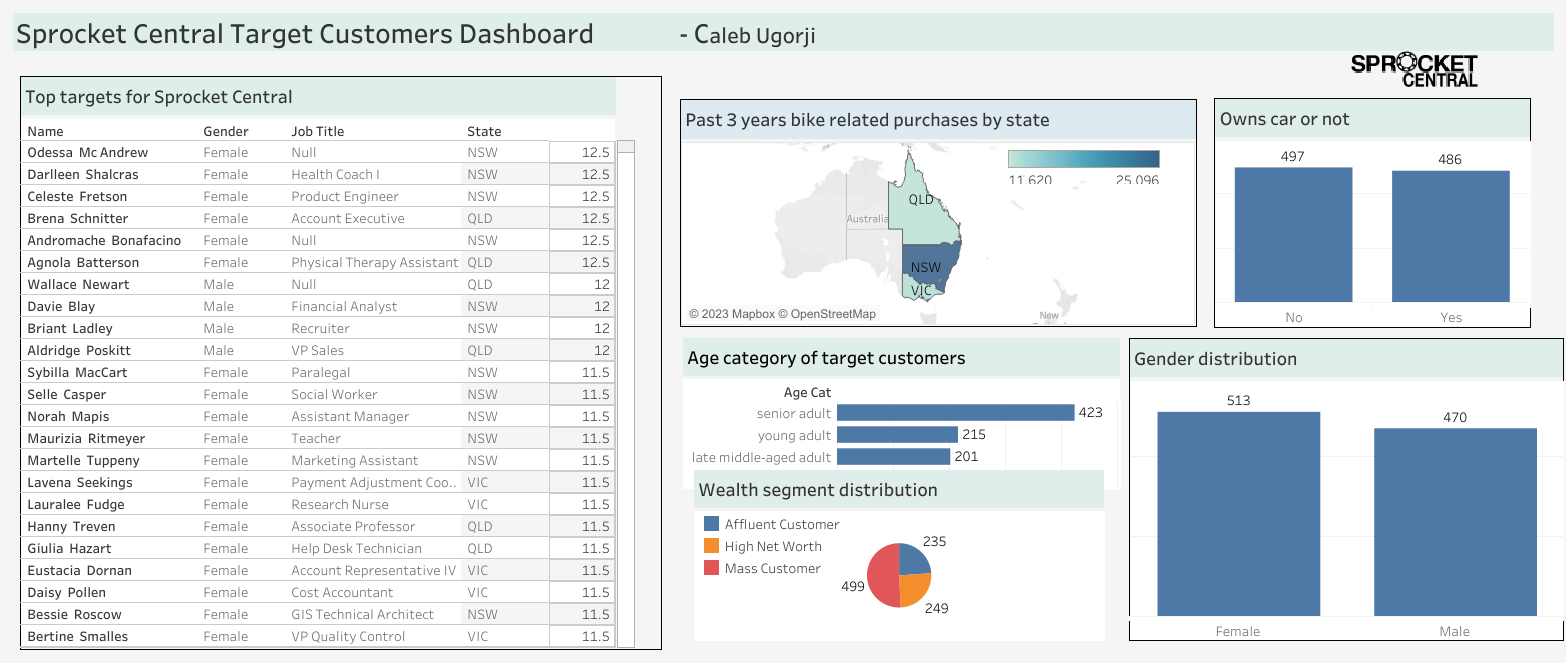 Sprocket Central Target Customers Dashboard - Caleb Ugorji
SPROCKET
CENTRAL
Top targets for Sprocket Central
Name Gender Job Title State
Odessa Mc Andrew Female Null NSW 12.5
Darlleen Shalcras Female Health Coach I NSW 12.5
Celeste Fretson Female Product Engineer NSW 12.5
Brena Schnitter Female Account Executive QLD 12.5
Andromache Bonafacino Female Null NSW 12.5
Agnola Batterson Female Physical Therapy Assistant QLD 12.5
Wallace Newart Male Null QLD 12
Davie Blay Male Financial Analyst NSW 12
Briant Ladley Male Recruiter NSW 12
Aldridge Poskitt Male VP Sales QLD 12
Sybilla MacCart Female Paralegal NSW 11.5
Selle Casper Female Social Worker NSW 11.5
Norah Mapis Female Assistant Manager NSW 11.5
Maurizia Ritmeyer Female Teacher NSW 11.5
Martelle Tuppeny Female Marketing Assistant NSW 11.5
Lavena Seekings Female Payment Adjustment Coo.. VIC 11.5
Lauralee Fudge Female Research Nurse VIC 11.5
Hanny Treven Female Associate Professor QLD 11.5
Giulia Hazart Female Help Desk Technician QLD 11.5
Eustacia Dornan Female Account Representative IV VIC 11.5
Daisy Pollen Female Cost Accountant VIC 11.5
Bessie Roscow Female GIS Technical Architect NSW 11.5
Bertine Smalles Female VP Quality Control VIC 11.5
Past 3 years bike related purchases by state
11,620 25,096
QLD
Australia
NSW
VIC
New
© 2023 Mapbox © OpenStreetMap
Owns car or not
497 486
No Yes
Age category of target customers
Age Cat
senior adult 423
young adult 215
late middle-aged adult 201
Wealth segment distribution
Affluent Customer
High Net Worth
Mass Customer
235
499
249
Gender distribution
513
470
Female Male